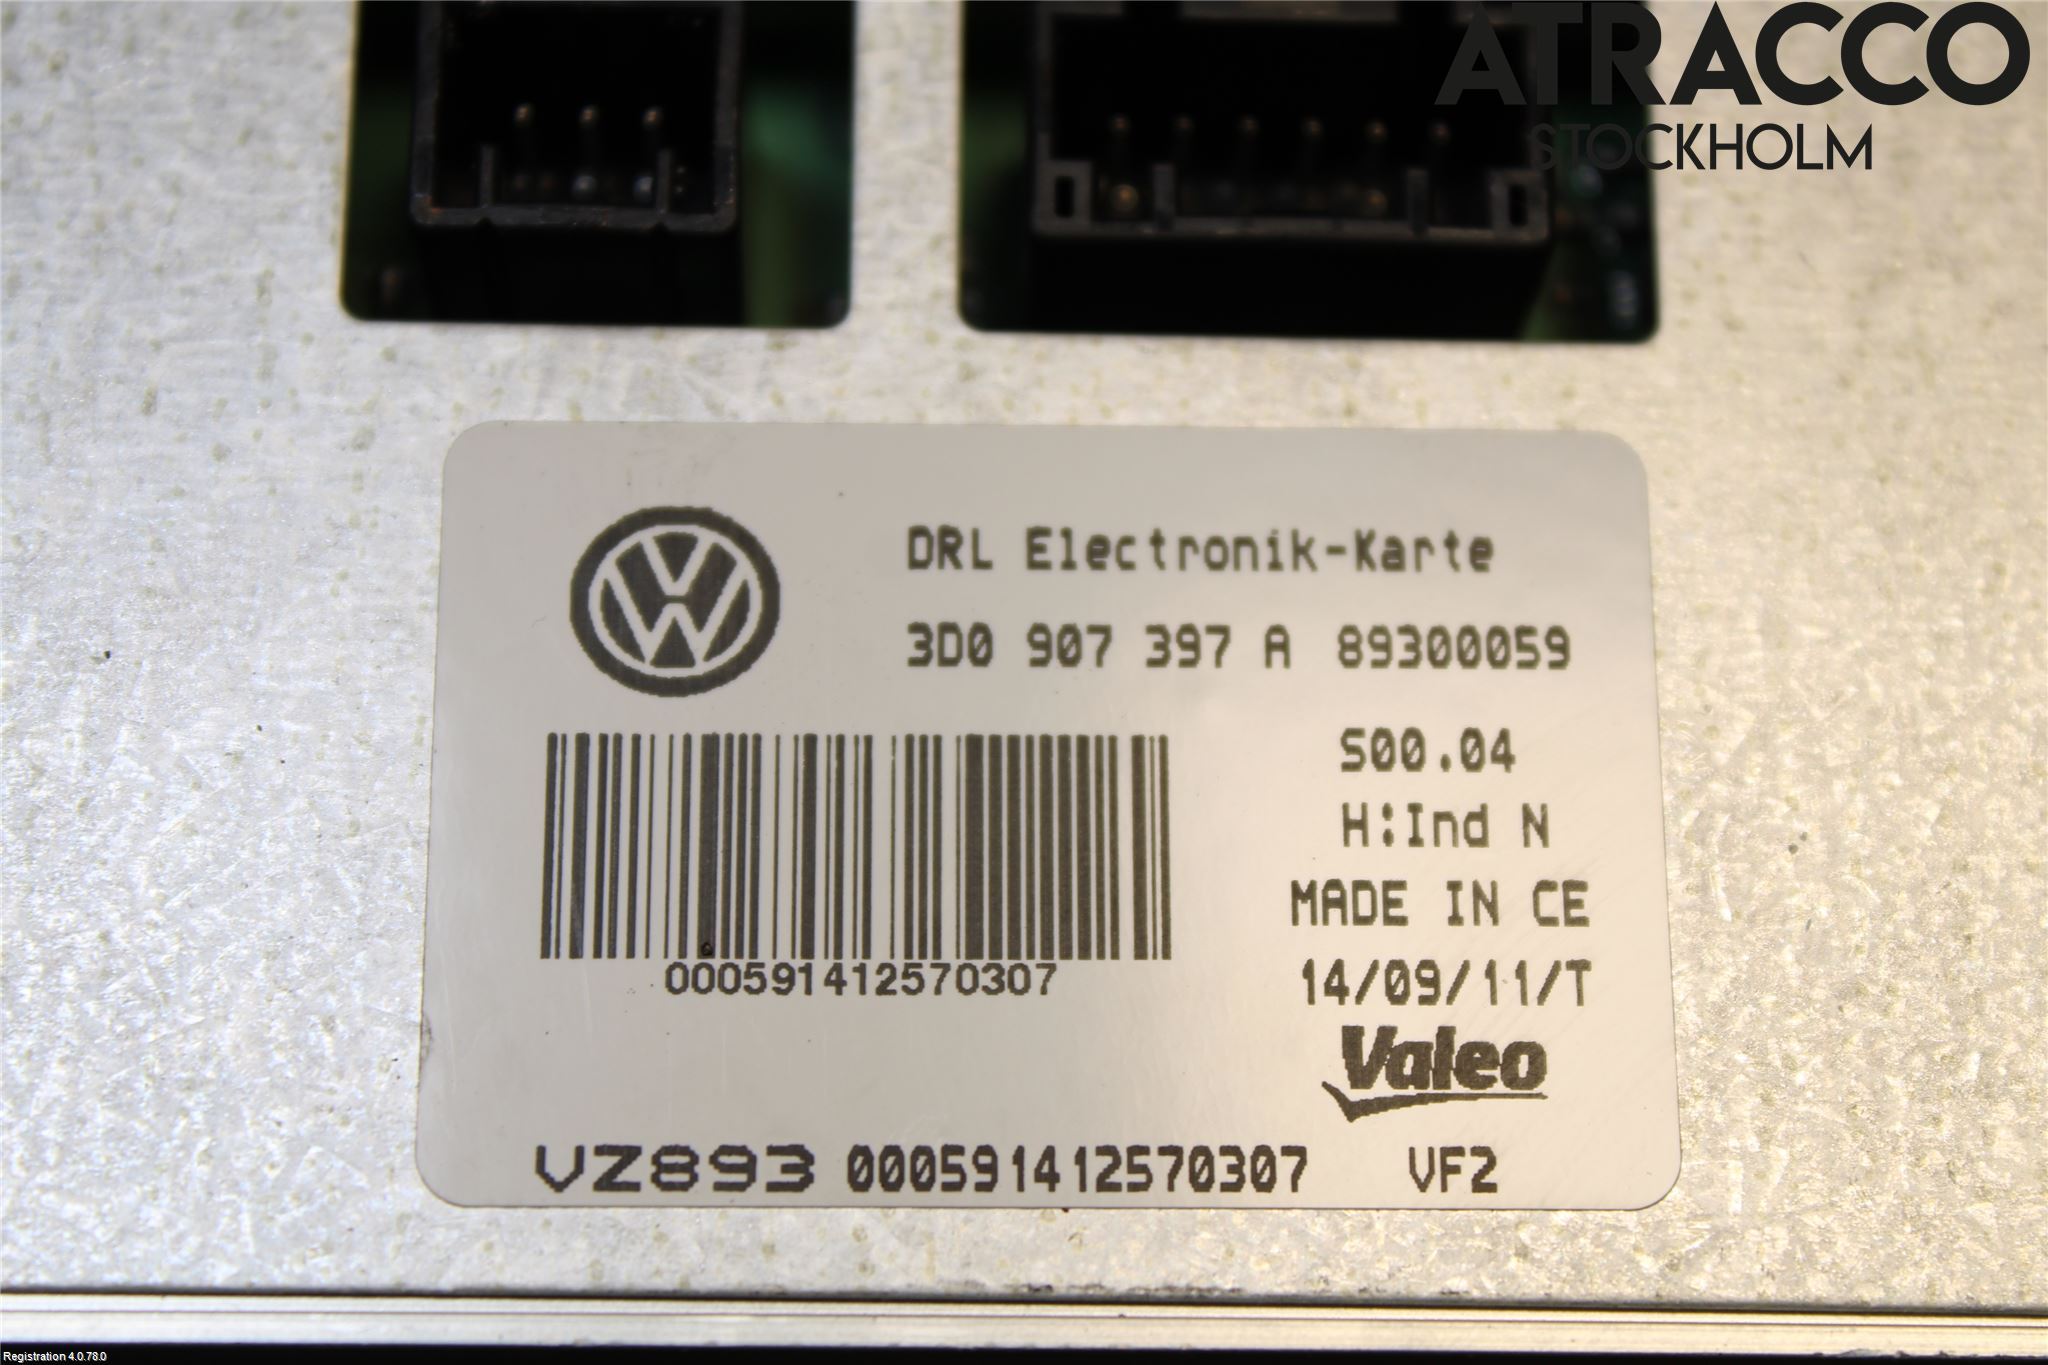 ATRACCO
STOCKHOLM
DRL Electronik-Karte
3D0 907 397 A 89300059
S00.04
H:Ind N
MADE IN CE
14/09/11/T
000591412570307
Valeo
VZ893 000591412570307 VF2
Registration 4.0.78.0